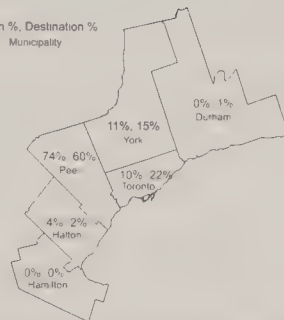 %, Destination %
Municipality
0% 1%
Durham
11%, 15%
York
74% 60%
Peel
10% 22%
Toronto
4% 2%
Halton
0% 0%
Hamilton